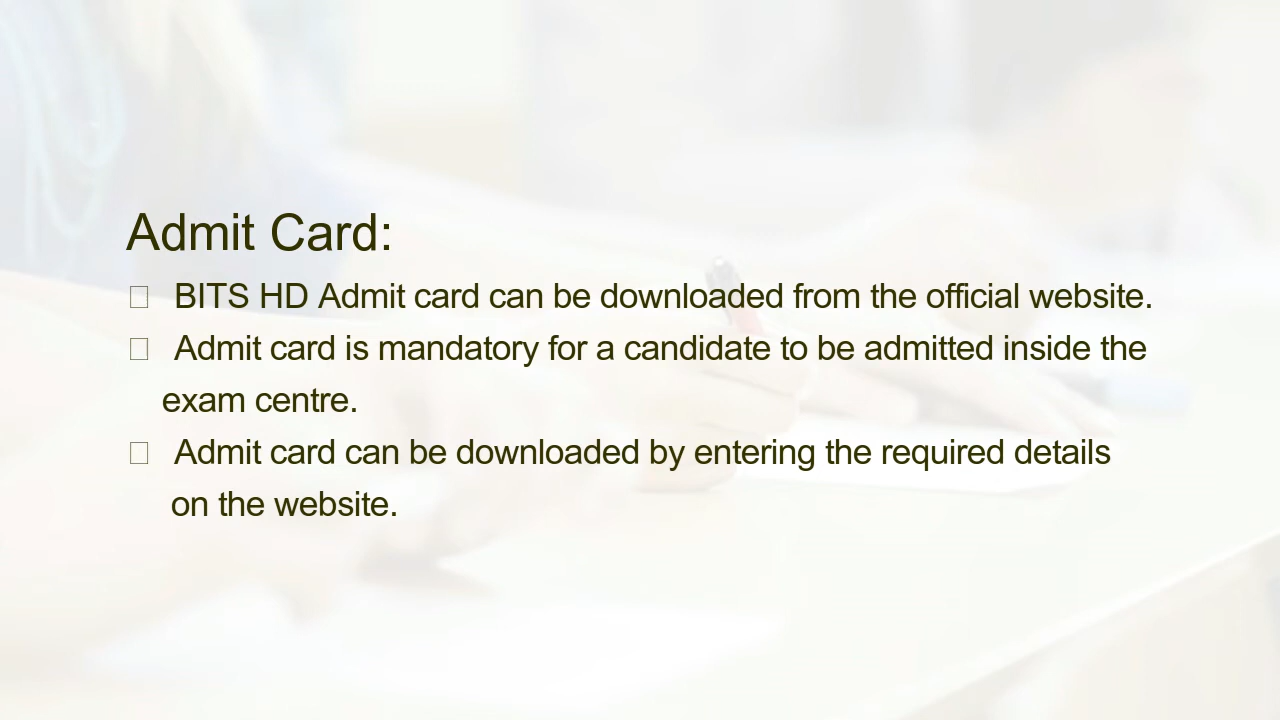 Admit Card:
□ BITS HD Admit card can be downloaded from the official website.
□ Admit card is mandatory for a candidate to be admitted inside the
exam centre.
□ Admit card can be downloaded by entering the required details
on the website.